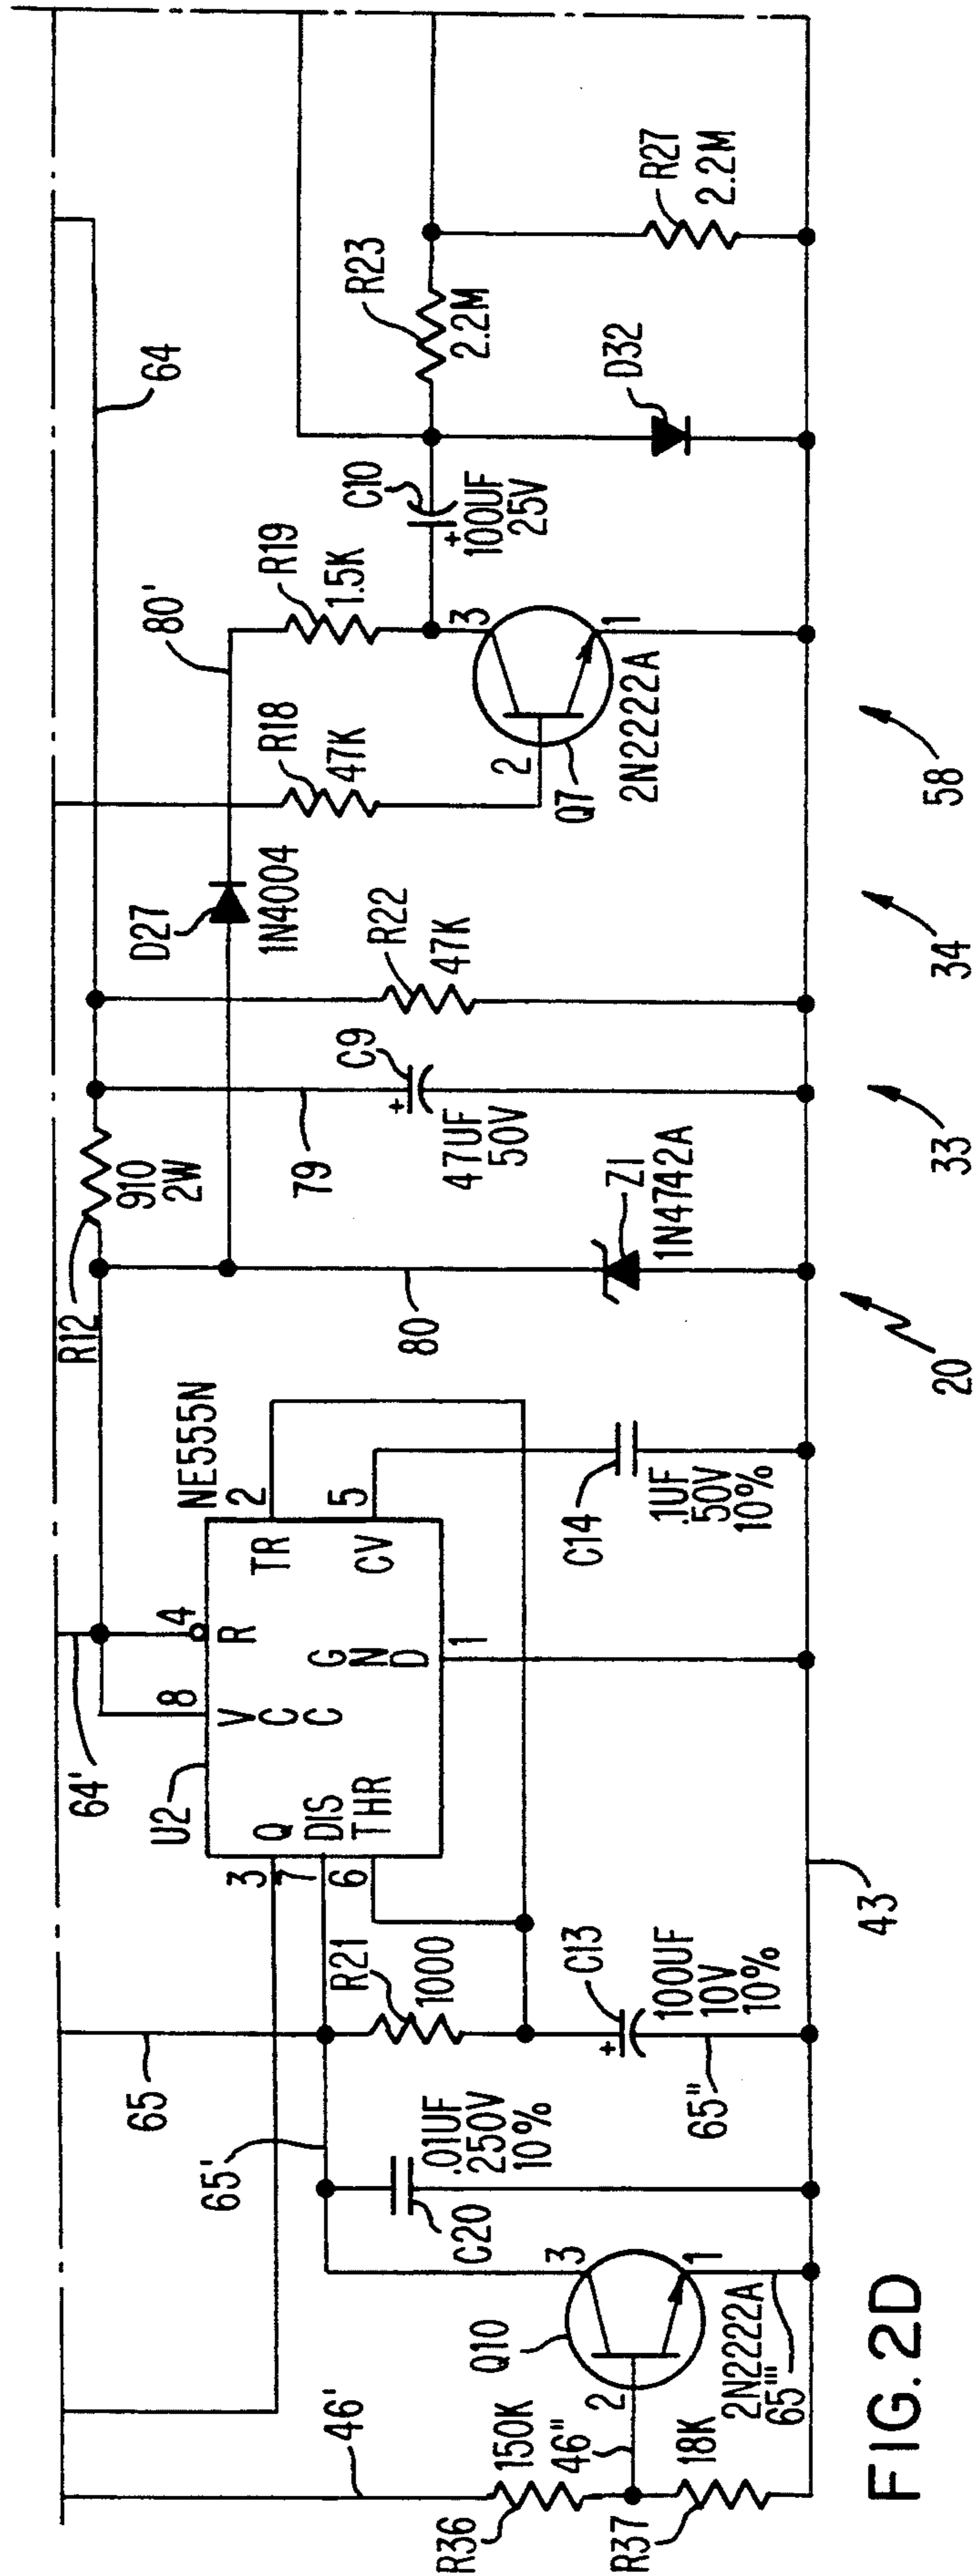 46'
R36
150K
46"
R37
18K
Q10
2
3
1
2N2222A
65'''
65'
65
C20
.01UF
250V
10%
R21
1000
C13
+
100UF
10V
10%
65"
43
64'
U2
NE555N
3
7
6
8
4
2
5
1
Q
DIS
THR
VCC
R
GND
TR
CV
C14
.1UF
50V
10%
R12
910
2W
80
Z1
1N4742A
79
C9
+
47UF
50V
D27
1N4004
R22
47K
R18
47K
80'
R19
1.5K
2
3
1
Q7
2N2222A
64
C10
+
100UF
25V
R23
2.2M
D32
R27
2.2M
20
33
34
58
FIG. 2D